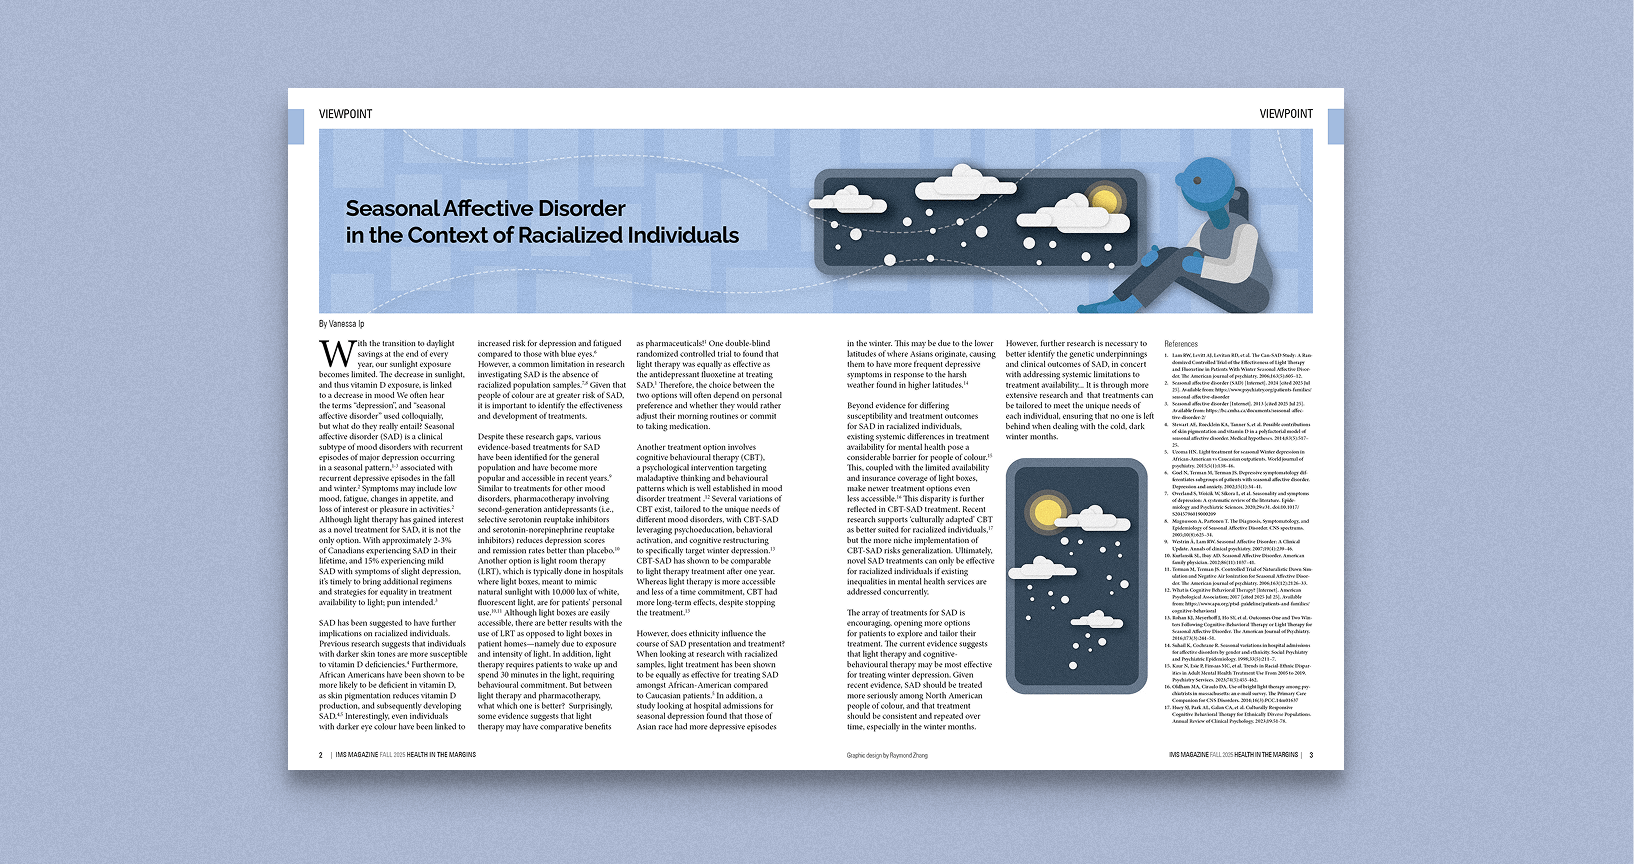 VIEWPOINT
VIEWPOINT
Seasonal Affective Disorder
in the Context of Racialized Individuals
By Vanessa Ip
With the transition to daylight
savings at the end of every
year, our sunlight exposure
becomes limited. The decrease in sunlight,
and thus vitamin D exposure, is linked
to a decrease in mood We often hear
the terms "depression", and "seasonal
affective disorder" used colloquially,
but what do they really entail? Seasonal
affective disorder (SAD) is a clinical
subtype of mood disorders with recurrent
episodes of major depression occurring
in a seasonal pattern,1-3 associated with
recurrent depressive episodes in the fall
and winter.2 Symptoms may include low
mood, fatigue, changes in appetite, and
loss of interest or pleasure in activities.2
Although light therapy has gained interest
as a novel treatment for SAD, it is not the
only option. With approximately 2-3%
of Canadians experiencing SAD in their
lifetime, and 15% experiencing mild
SAD with symptoms of slight depression,
it's timely to bring additional regimens
and strategies for equality in treatment
availability to light; pun intended.3
SAD has been suggested to have further
implications on racialized individuals.
Previous research suggests that individuals
with darker skin tones are more susceptible
to vitamin D deficiencies.4 Furthermore,
African Americans have been shown to be
more likely to be deficient in vitamin D,
as skin pigmentation reduces vitamin D
production, and subsequently developing
SAD.4,5 Interestingly, even individuals
with darker eye colour have been linked to
increased risk for depression and fatigued
compared to those with blue eyes.6
However, a common limitation in research
investigating SAD is the absence of
racialized population samples.7,8 Given that
people of colour are at greater risk of SAD,
it is important to identify the effectiveness
and development of treatments.
Despite these research gaps, various
evidence-based treatments for SAD
have been identified for the general
population and have become more
popular and accessible in recent years.9
Similar to treatments for other mood
disorders, pharmacotherapy involving
second-generation antidepressants (i.e.,
selective serotonin reuptake inhibitors
and serotonin-norepinephrine reuptake
inhibitors) reduces depression scores
and remission rates better than placebo.10
Another option is light room therapy
(LRT), which is typically done in hospitals
where light boxes, meant to mimic
natural sunlight with 10,000 lux of white,
fluorescent light, are for patients' personal
use.10,11 Although light boxes are easily
accessible, there are better results with the
use of LRT as opposed to light boxes in
patient homes—namely due to exposure
and intensity of light. In addition, light
therapy requires patients to wake up and
spend 30 minutes in the light, requiring
behavioural commitment. But between
light therapy and pharmacotherapy,
what which one is better? Surprisingly,
some evidence suggests that light
therapy may have comparative benefits
as pharmaceuticals!1 One double-blind
randomized controlled trial to found that
light therapy was equally as effective as
the antidepressant fluoxetine at treating
SAD.1 Therefore, the choice between the
two options will often depend on personal
preference and whether they would rather
adjust their morning routines or commit
to taking medication.
Another treatment option involves
cognitive behavioural therapy (CBT),
a psychological intervention targeting
maladaptive thinking and behavioural
patterns which is well established in mood
disorder treatment .12 Several variations of
CBT exist, tailored to the unique needs of
different mood disorders, with CBT-SAD
leveraging psychoeducation, behavioral
activation, and cognitive restructuring
to specifically target winter depression.13
CBT-SAD has shown to be comparable
to light therapy treatment after one year.
Whereas light therapy is more accessible
and less of a time commitment, CBT had
more long-term effects, despite stopping
the treatment.13
However, does ethnicity influence the
course of SAD presentation and treatment?
When looking at research with racialized
samples, light treatment has been shown
to be equally as effective for treating SAD
amongst African-American compared
to Caucasian patients.5 In addition, a
study looking at hospital admissions for
seasonal depression found that those of
Asian race had more depressive episodes
in the winter. This may be due to the lower
latitudes of where Asians originate, causing
them to have more frequent depressive
symptoms in response to the harsh
weather found in higher latitudes.14
Beyond evidence for differing
susceptibility and treatment outcomes
for SAD in racialized individuals,
existing systemic differences in treatment
availability for mental health pose a
considerable barrier for people of colour.15
This, coupled with the limited availability
and insurance coverage of light boxes,
make newer treatment options even
less accessible.16 This disparity is further
reflected in CBT-SAD treatment. Recent
research supports 'culturally adapted' CBT
as better suited for racialized individuals,17
but the more niche implementation of
CBT-SAD risks generalization. Ultimately,
novel SAD treatments can only be effective
for racialized individuals if existing
inequalities in mental health services are
addressed concurrently.
The array of treatments for SAD is
encouraging, opening more options
for patients to explore and tailor their
treatment. The current evidence suggests
that light therapy and cognitive-
behavioural therapy may be most effective
for treating winter depression. Given
recent evidence, SAD should be treated
more seriously among North American
people of colour, and that treatment
should be consistent and repeated over
time, especially in the winter months.
However, further research is necessary to
better identify the genetic underpinnings
and clinical outcomes of SAD, in concert
with addressing systemic limitations to
treatment availability... It is through more
extensive research and that treatments can
be tailored to meet the unique needs of
each individual, ensuring that no one is left
behind when dealing with the cold, dark
winter months.
References
2 | IMS MAGAZINE FALL 2025 HEALTH IN THE MARGINS
Graphic design by Raymond Zhang
IMS MAGAZINE FALL 2025 HEALTH IN THE MARGINS | 3